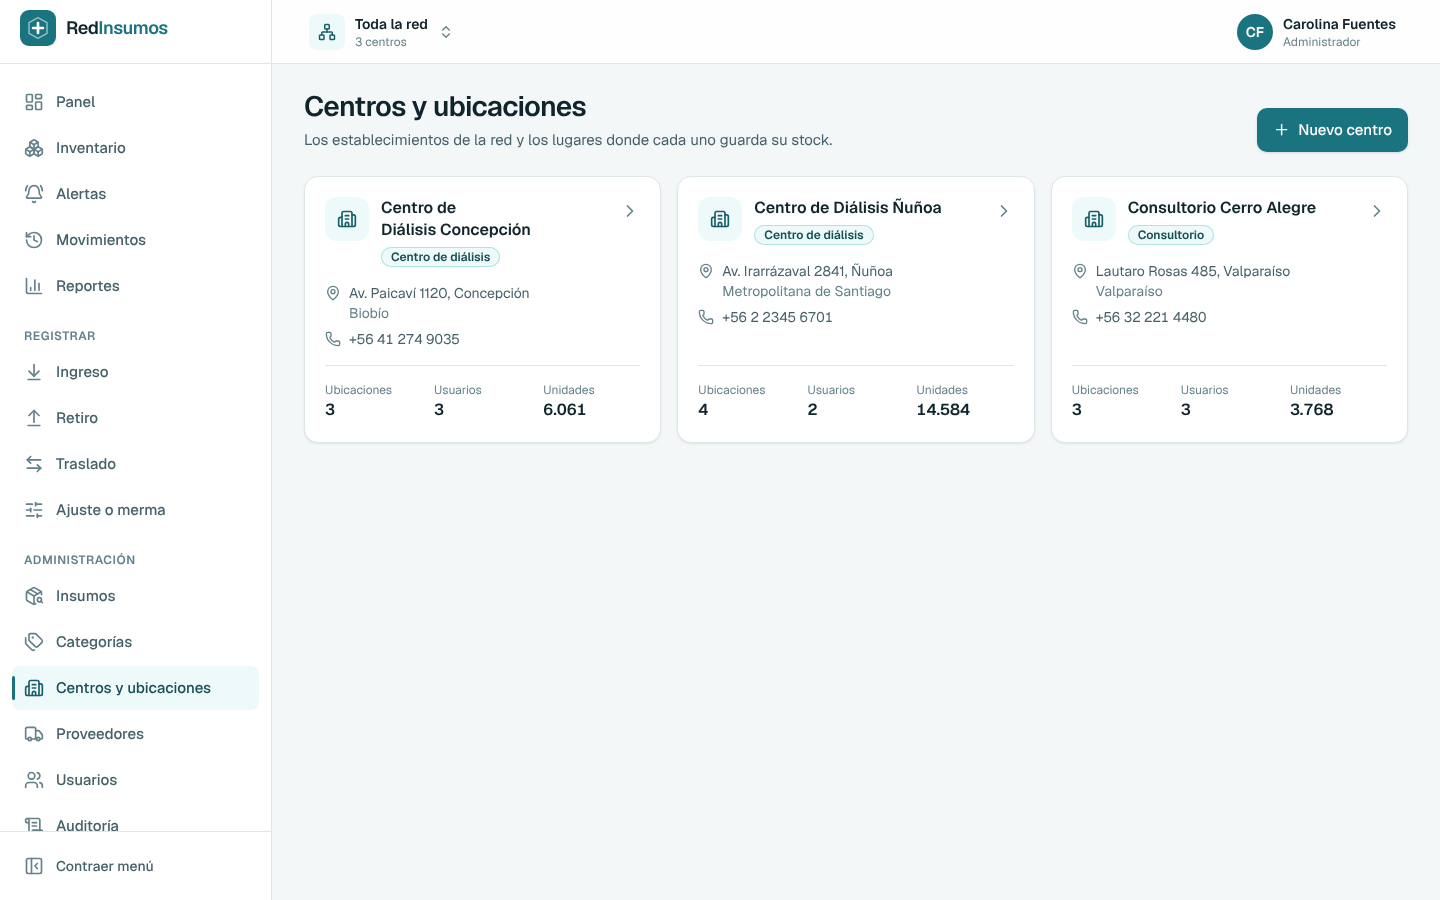 RedInsumos
Toda la red
3 centros
CF
Carolina Fuentes
Administrador
Panel
Inventario
Alertas
Movimientos
Reportes
REGISTRAR
Ingreso
Retiro
Traslado
Ajuste o merma
ADMINISTRACIÓN
Insumos
Categorías
Centros y ubicaciones
Proveedores
Usuarios
Auditoría
Contraer menú
Centros y ubicaciones
Los establecimientos de la red y los lugares donde cada uno guarda su stock.
Nuevo centro
Centro de
Diálisis Concepción
Centro de diálisis
Av. Paicaví 1120, Concepción
Biobío
+56 41 274 9035
Ubicaciones Usuarios Unidades
3 3 6.061
Centro de Diálisis Ñuñoa
Centro de diálisis
Av. Irarrázaval 2841, Ñuñoa
Metropolitana de Santiago
+56 2 2345 6701
Ubicaciones Usuarios Unidades
4 2 14.584
Consultorio Cerro Alegre
Consultorio
Lautaro Rosas 485, Valparaíso
Valparaíso
+56 32 221 4480
Ubicaciones Usuarios Unidades
3 3 3.768